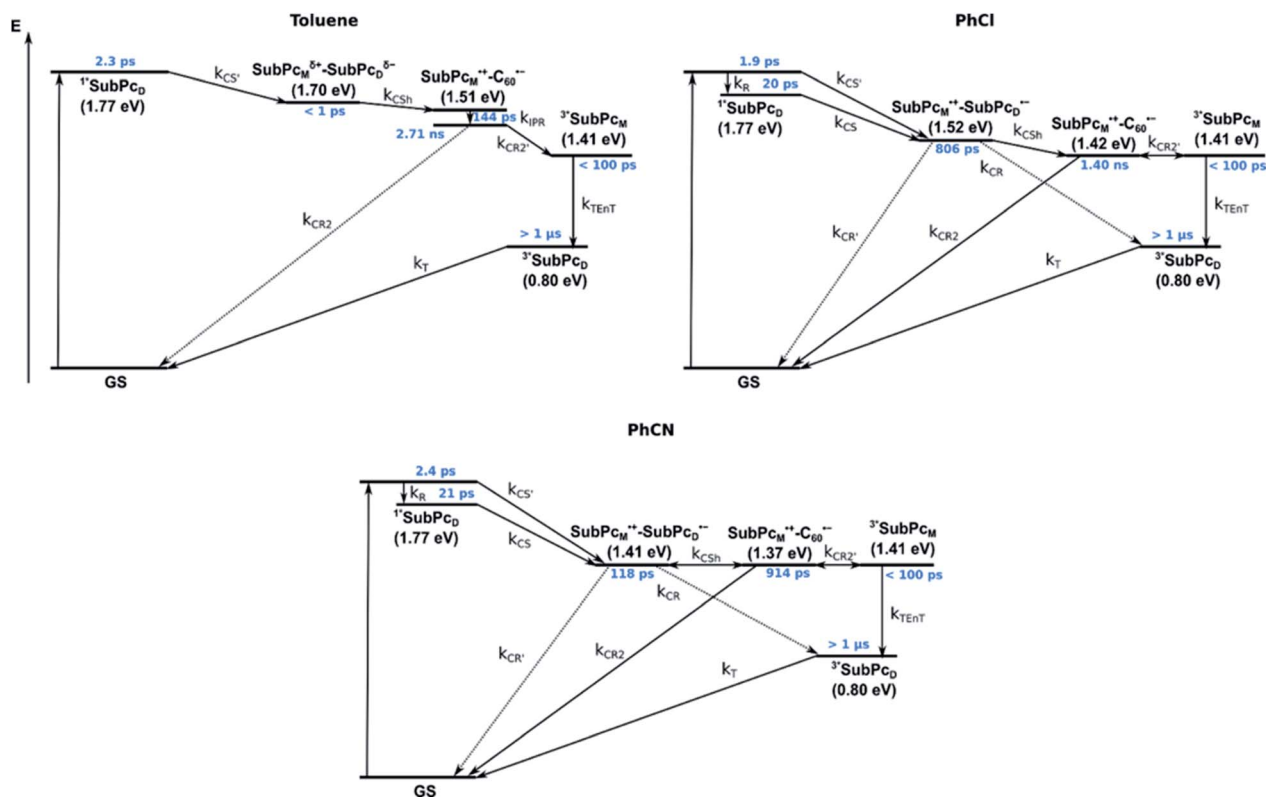 Toluene
E
2.3 ps
¹*SubPc_D
(1.77 eV)
k_CS'
SubPc_M^δ+-SubPc_D^δ−
(1.70 eV)
< 1 ps
k_CSh
SubPc_M^•+-C₆₀^•−
(1.51 eV)
144 ps
k_IPR
2.71 ns
k_CR2'
³*SubPc_M
(1.41 eV)
< 100 ps
k_TEnT
k_CR2
> 1 µs
³*SubPc_D
(0.80 eV)
k_T
GS
PhCl
1.9 ps
k_R
20 ps
¹*SubPc_D
(1.77 eV)
k_CS'
k_CS
SubPc_M^•+-SubPc_D^•−
(1.52 eV)
806 ps
k_CSh
SubPc_M^•+-C₆₀^•−
(1.42 eV)
1.40 ns
k_CR2'
³*SubPc_M
(1.41 eV)
< 100 ps
k_CR
k_TEnT
k_CR'
k_CR2
> 1 µs
³*SubPc_D
(0.80 eV)
k_T
GS
PhCN
2.4 ps
k_R
21 ps
¹*SubPc_D
(1.77 eV)
k_CS'
k_CS
SubPc_M^•+-SubPc_D^•−
(1.41 eV)
118 ps
k_CSh
SubPc_M^•+-C₆₀^•−
(1.37 eV)
914 ps
k_CR2'
³*SubPc_M
(1.41 eV)
< 100 ps
k_CR
k_TEnT
k_CR'
k_CR2
> 1 µs
³*SubPc_D
(0.80 eV)
k_T
GS